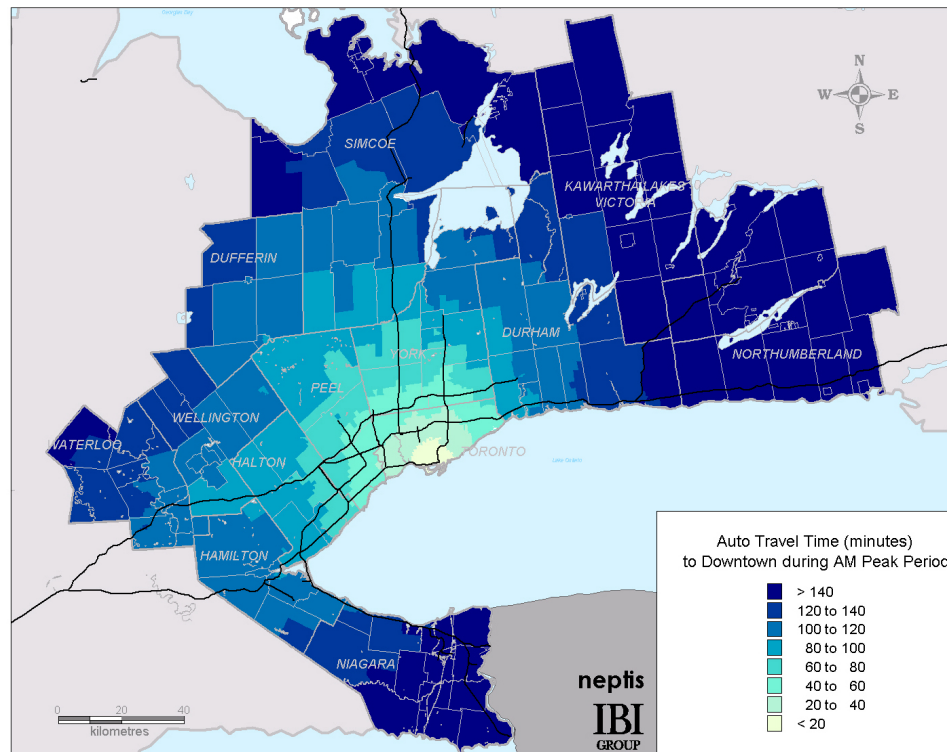 Georgian Bay
N
W E
S
SIMCOE
KAWARTHA LAKES
VICTORIA
DUFFERIN
DURHAM
YORK
NORTHUMBERLAND
PEEL
WELLINGTON
WATERLOO
HALTON
TORONTO
Lake Ontario
HAMILTON
NIAGARA
Auto Travel Time (minutes)
to Downtown during AM Peak Period
> 140
120 to 140
100 to 120
80 to 100
60 to 80
40 to 60
20 to 40
< 20
neptis
IBI
GROUP
0 20 40
kilometres